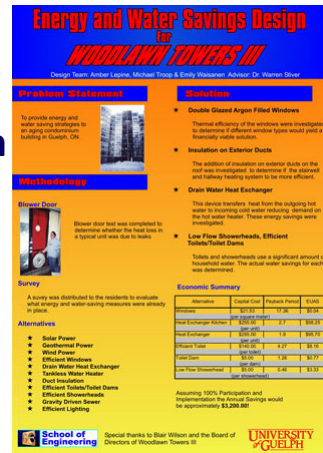 Energy and Water Savings Design
for
WOODLAWN TOWERS III
Design Team: Amber Lepine, Michael Troop & Emily Waisanen Advisor: Dr. Warren Stiver
Problem Statement
To provide energy and
water saving strategies to
an aging condominium
building in Guelph, ON.
Methodology
Blower Door
Blower door test was completed to
determine whether the heat loss in
a typical unit was due to leaks
Survey
A survey was distributed to the residents to evaluate
what energy and water-saving measures were already
in place.
Alternatives
★ Solar Power
★ Geothermal Power
★ Wind Power
★ Efficient Windows
★ Drain Water Heat Exchanger
★ Tankless Water Heater
★ Duct Insulation
★ Efficient Toilets/Toilet Dams
★ Efficient Showerheads
★ Gravity Driven Sewer
★ Efficient Lighting
Solution
★ Double Glazed Argon Filled Windows
Thermal efficiency of the windows were investigated
to determine if different window types would yield a
financially viable solution.
★ Insulation on Exterior Ducts
The addition of insulation on exterior ducts on the
roof was investigated to determine if the stairwell
and hallway heating system to be more efficient.
★ Drain Water Heat Exchanger
This device transfers heat from the outgoing hot
water to incoming cold water reducing demand on
the hot water heater. These energy savings were
investigated.
★ Low Flow Showerheads, Efficient
Toilets/Toilet Dams
Toilets and showerheads use a significant amount of
household water. The actual water savings for each
was determined.
Economic Summary
Alternative Capital Cost Payback Period EUAS
Windows $21.53 17.36 $0.04
(per square meter)
Heat Exchanger Kitchen $255.00 2.7 $58.25
(per unit)
Heat Exchanger $255.00 1.8 $95.70
(per unit)
Efficient Toilet $140.00 4.27 $8.16
(per toilet)
Toilet Dam $5.00 1.26 $0.77
(per dam)
Low Flow Showerhead $5.00 0.46 $3.33
(per showerhead)
Assuming 100% Participation and
Implementation the Annual Savings would
be approximately $3,200.00!
School of
Engineering
Special thanks to Blair Wilson and the Board of
Directors of Woodlawn Towers III
UNIVERSITY
of GUELPH